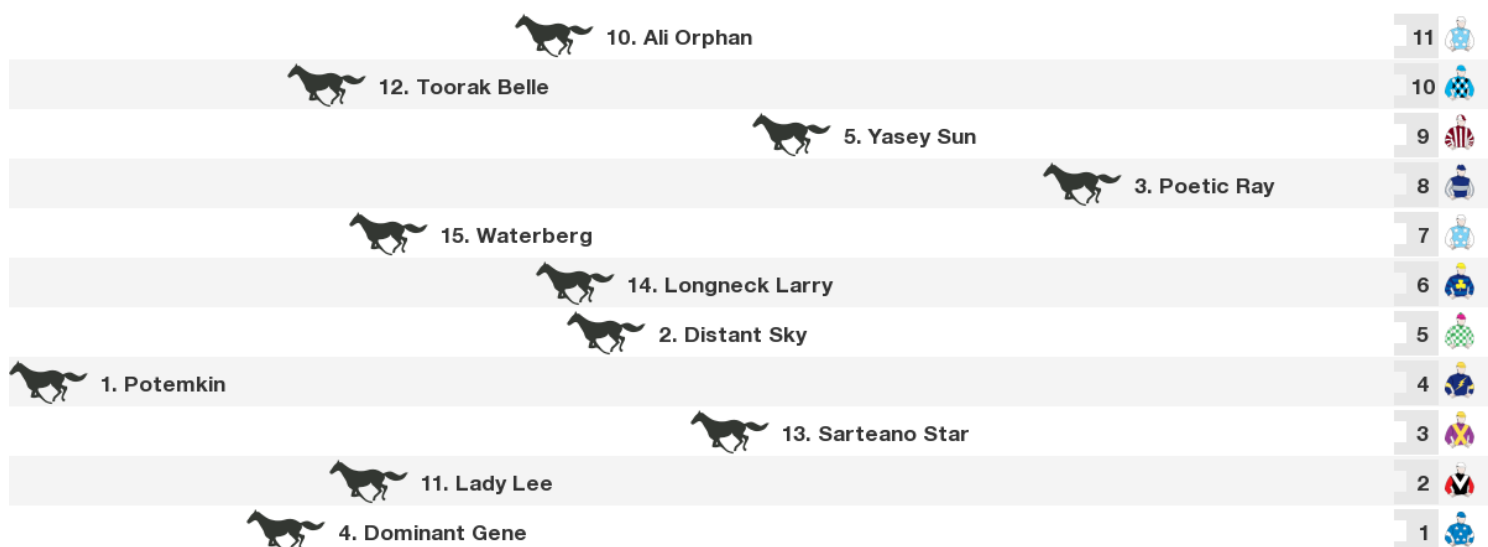 10. Ali Orphan 11
12. Toorak Belle 10
5. Yasey Sun 9
3. Poetic Ray 8
15. Waterberg 7
14. Longneck Larry 6
2. Distant Sky 5
1. Potemkin 4
13. Sarteano Star 3
11. Lady Lee 2
4. Dominant Gene 1